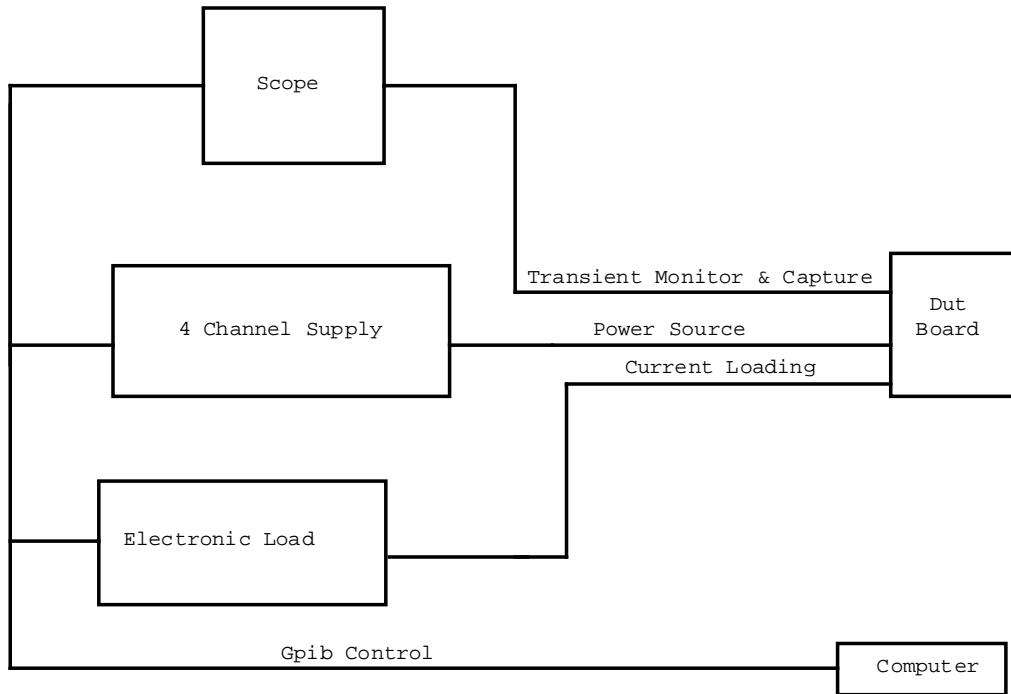 Scope
Transient Monitor & Capture
Dut
Board
4 Channel Supply
Power Source
Current Loading
Electronic Load
Gpib Control
Computer